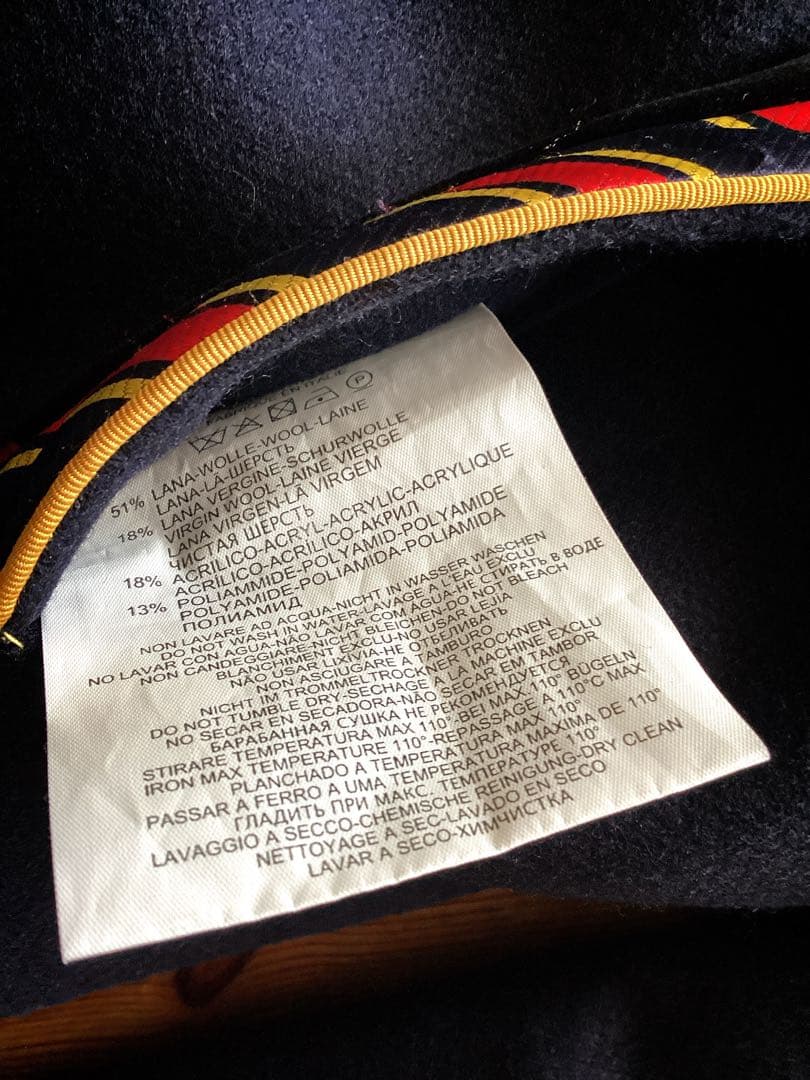 FABRIQUÉ EN ITALIE
P
51% LANA-WOLLE-WOOL-LAINE
LANA-LÃ-ШЕРСТЬ
18% LANA VERGINE-SCHURWOLLE
VIRGIN WOOL-LAINE VIERGE
LANA VIRGEN-LÃ VIRGEM
ЧИСТАЯ ШЕРСТЬ
18% ACRILICO-ACRYL-ACRYLIC-ACRYLIQUE
ACRÍLICO-ACRÍLICO-АКРИЛ
13% POLIAMMIDE-POLYAMID-POLYAMIDE
POLYAMIDE-POLIAMIDA-POLIAMIDA
ПОЛИАМИД
NON LAVARE AD ACQUA-NICHT IN WASSER WASCHEN
DO NOT WASH IN WATER-LAVAGE A L'EAU EXCLU
NO LAVAR CON AGUA-NÃO LAVAR COM ÁGUA-НЕ СТИРАТЬ В ВОДЕ
NON CANDEGGARE-NICHT BLEICHEN-DO NOT BLEACH
BLANCHIMENT EXCLU-NO USAR LEJIA
NÃO USAR LIXIVIA-НЕ ОТБЕЛИВАТЬ
NON ASCIUGARE A TAMBURO
NICHT IM TROMMELTROCKNER TROCKNEN
DO NOT TUMBLE DRY-SECHAGE A LA MACHINE EXCLU
NO SECAR EN SECADORA-NÃO SECAR EM TAMBOR
БАРАБАННАЯ СУШКА НЕ РЕКОМЕНДУЕТСЯ
STIRARE TEMPERATURA MAX 110° BEI MAX. 110° BÜGELN
IRON MAX TEMPERATURE 110°-REPASSAGE A 110°C MAX.
PLANCHADO A TEMPERATURA MAX 110°
PASSAR A FERRO A UMA TEMPERATURA MAXIMA DE 110°
ГЛАДИТЬ ПРИ МАКС. ТЕМПЕРАТУРЕ 110°
LAVAGGIO A SECCO-CHEMISCHE REINIGUNG-DRY CLEAN
NETTOYAGE A SEC-LAVADO EN SECO
LAVAR A SECO-ХИМЧИСТКА